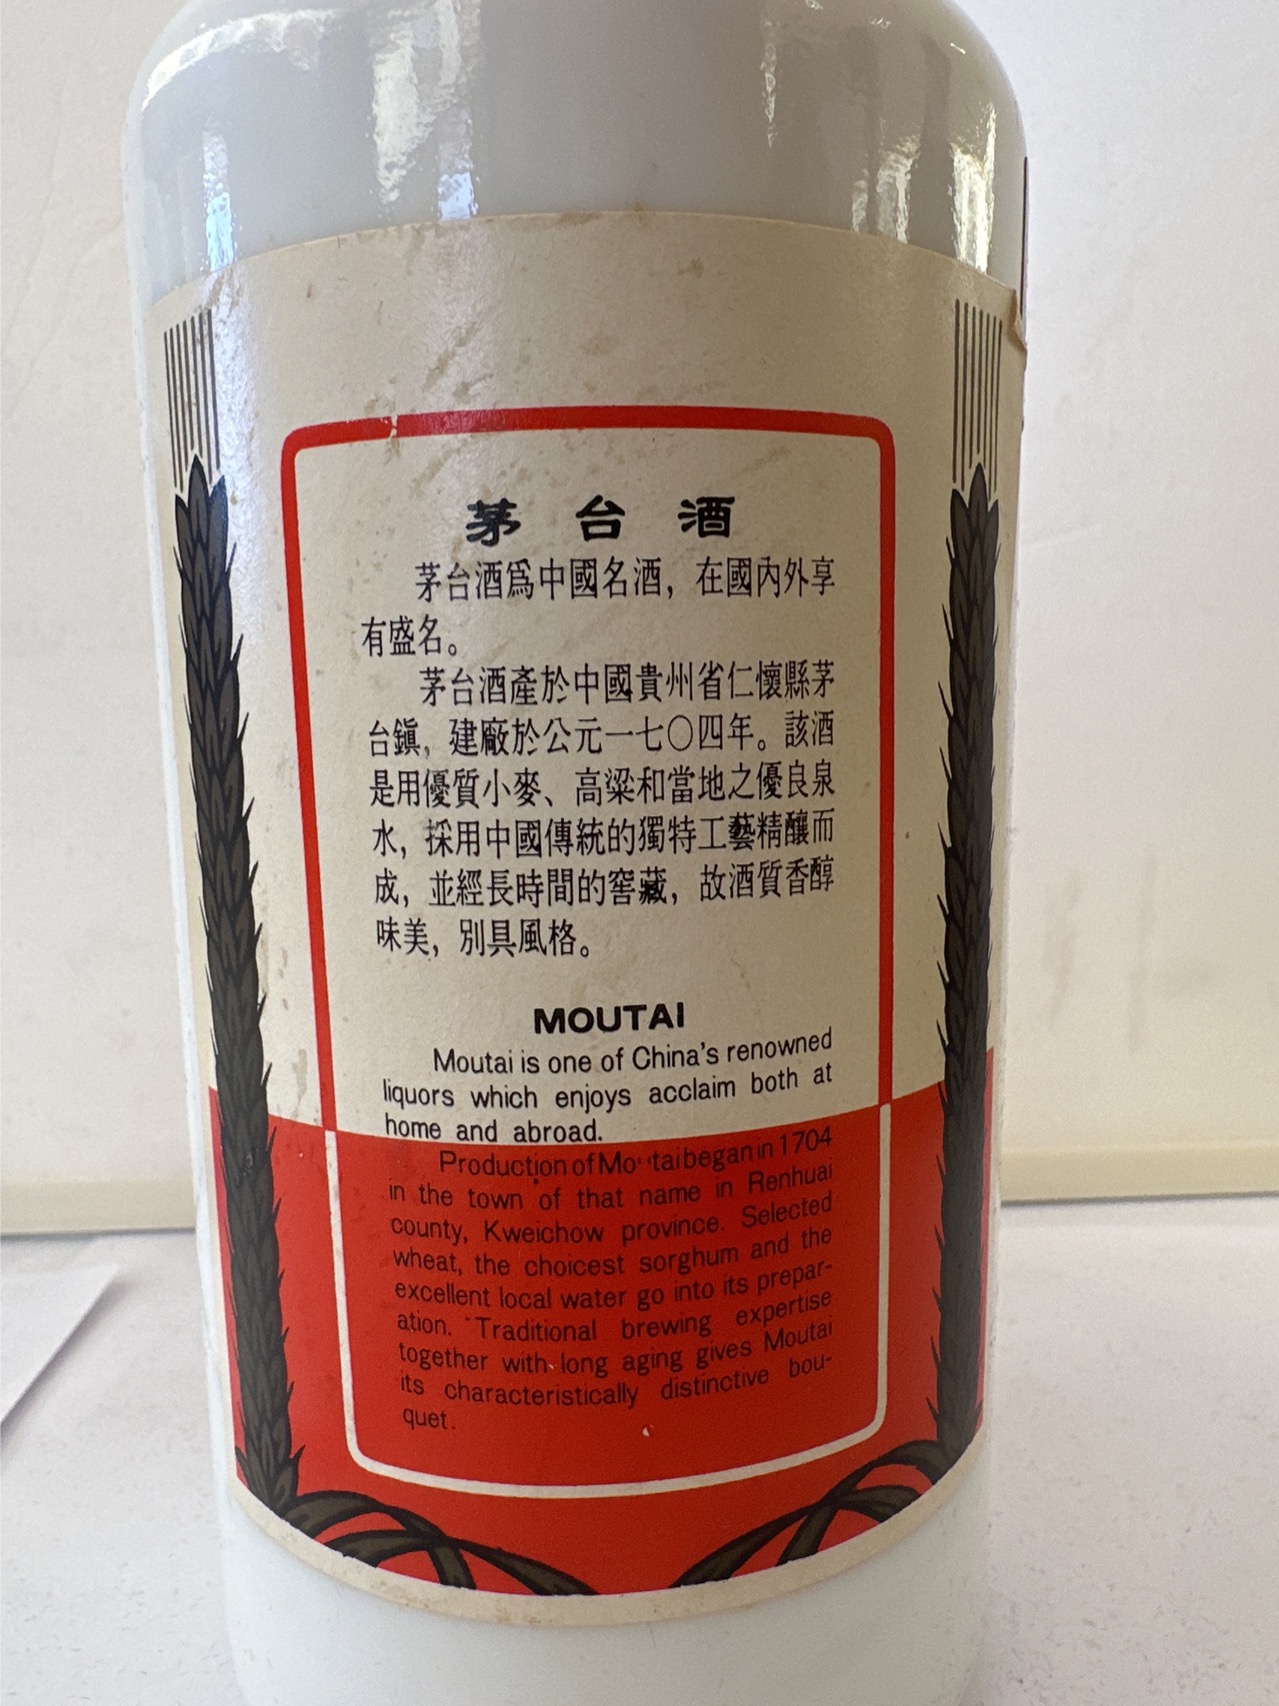 茅台酒
茅台酒爲中國名酒，在國內外享
有盛名。
茅台酒產於中國貴州省仁懷縣茅
台鎭，建廠於公元一七〇四年。該酒
是用優質小麥、高梁和當地之優良泉
水，採用中國傳統的獨特工藝精釀而
成，並經長時間的窖藏，故酒質香醇
味美，別具風格。
MOUTAI
Moutai is one of China's renowned
liquors which enjoys acclaim both at
home and abroad.
Production of Moutai began in 1704
in the town of that name in Renhuai
county, Kweichow province. Selected
wheat, the choicest sorghum and the
excellent local water go into its prepar-
ation. Traditional brewing expertise
together with long aging gives Moutai
its characteristically distinctive bou-
quet.